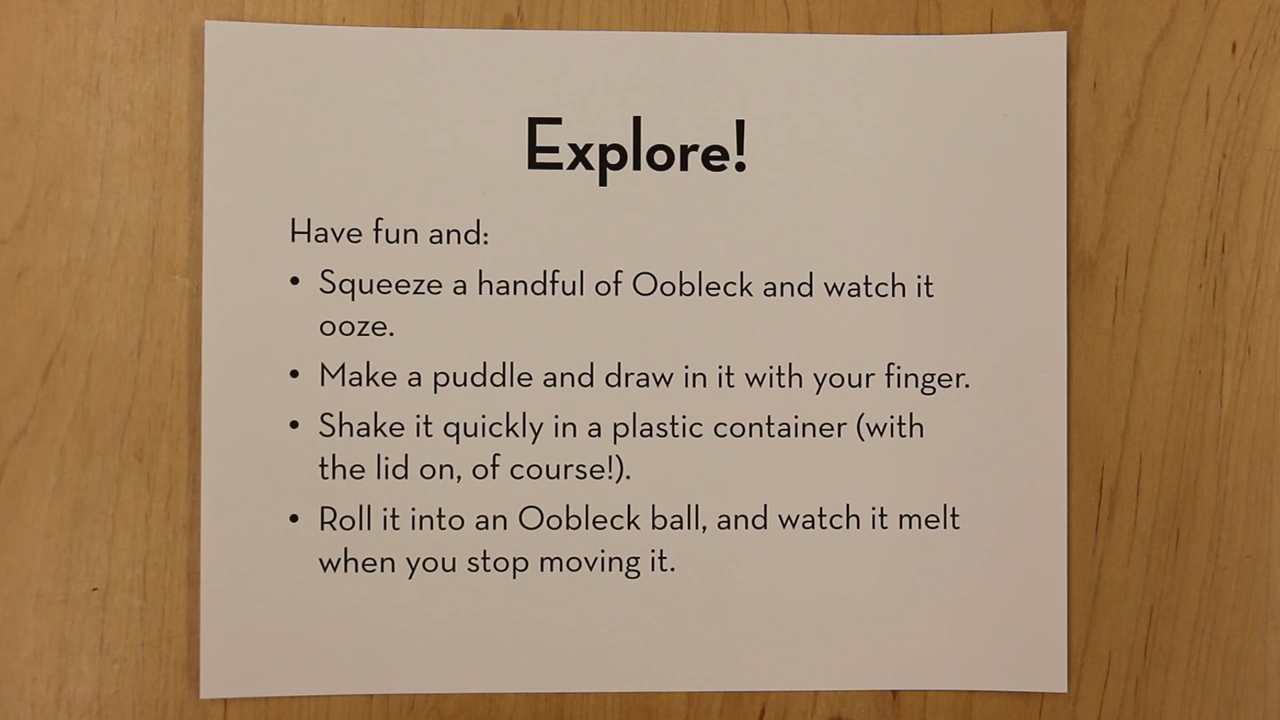 Explore!
Have fun and:
• Squeeze a handful of Oobleck and watch it
ooze.
• Make a puddle and draw in it with your finger.
• Shake it quickly in a plastic container (with
the lid on, of course!).
• Roll it into an Oobleck ball, and watch it melt
when you stop moving it.